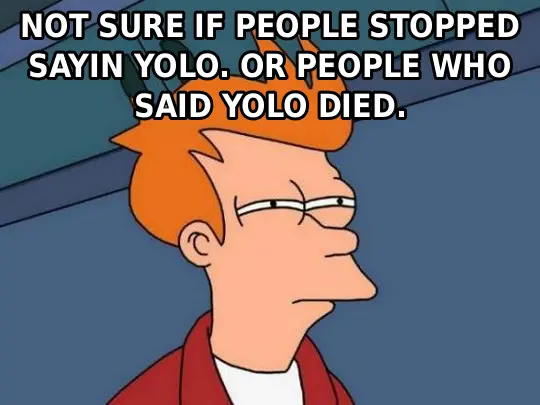 NOT SURE IF PEOPLE STOPPED
SAYIN YOLO. OR PEOPLE WHO
SAID YOLO DIED.